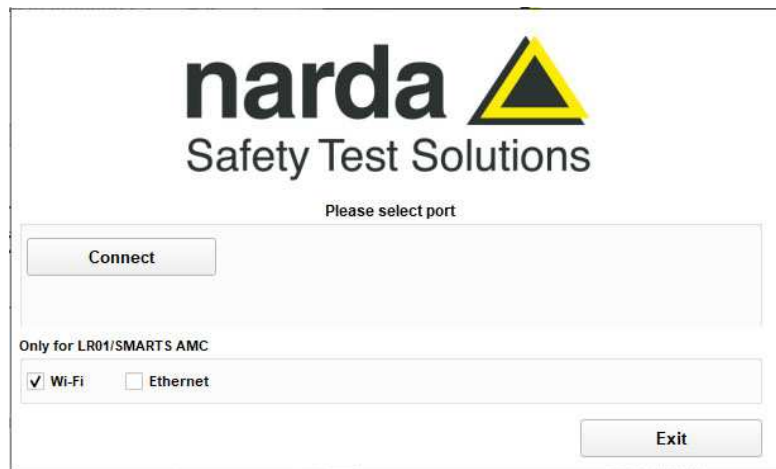 narda
Safety Test Solutions
Please select port
Connect
Only for LR01/SMARTS AMC
Wi-Fi Ethernet
Exit